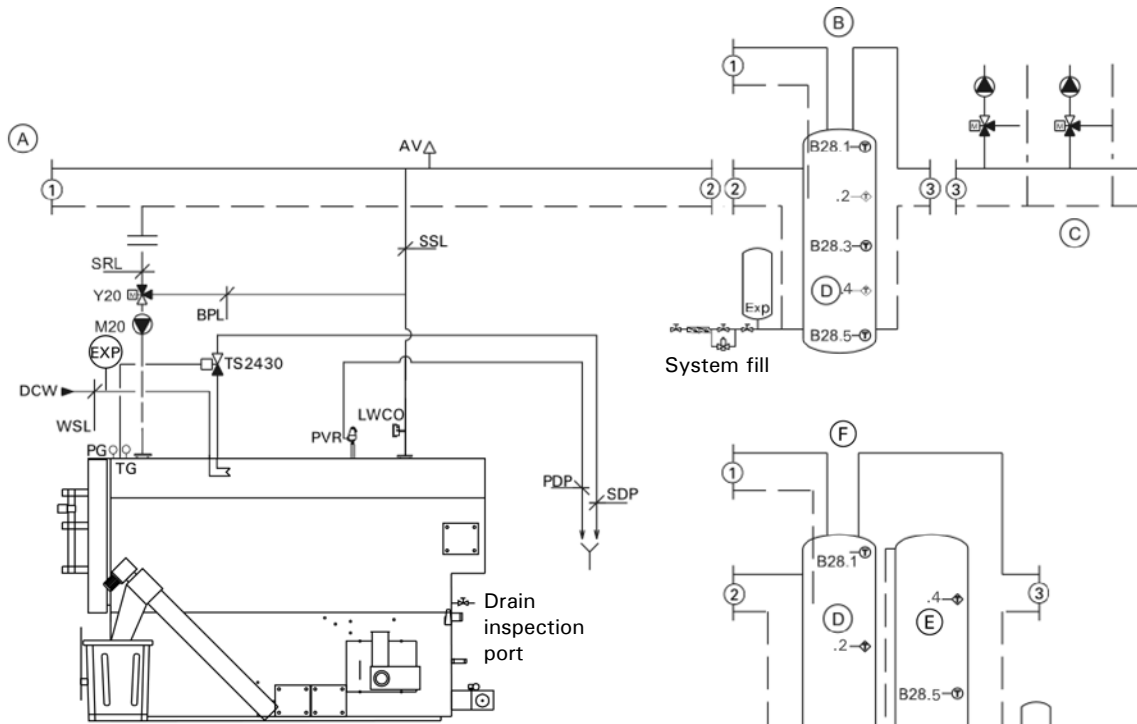 B
1
A
AV
B28.1
M
M
1
2
2
3
3
.2
SSL
C
B28.3
SRL
Y20
M
BPL
D
.4
Exp
M20
B28.5
EXP
TS2430
System fill
DCW
WSL
LWCO
PVR
F
PG
TG
1
PDP
SDP
B28.1
2
Drain
inspection
port
.4
3
D
E
.2
B28.5